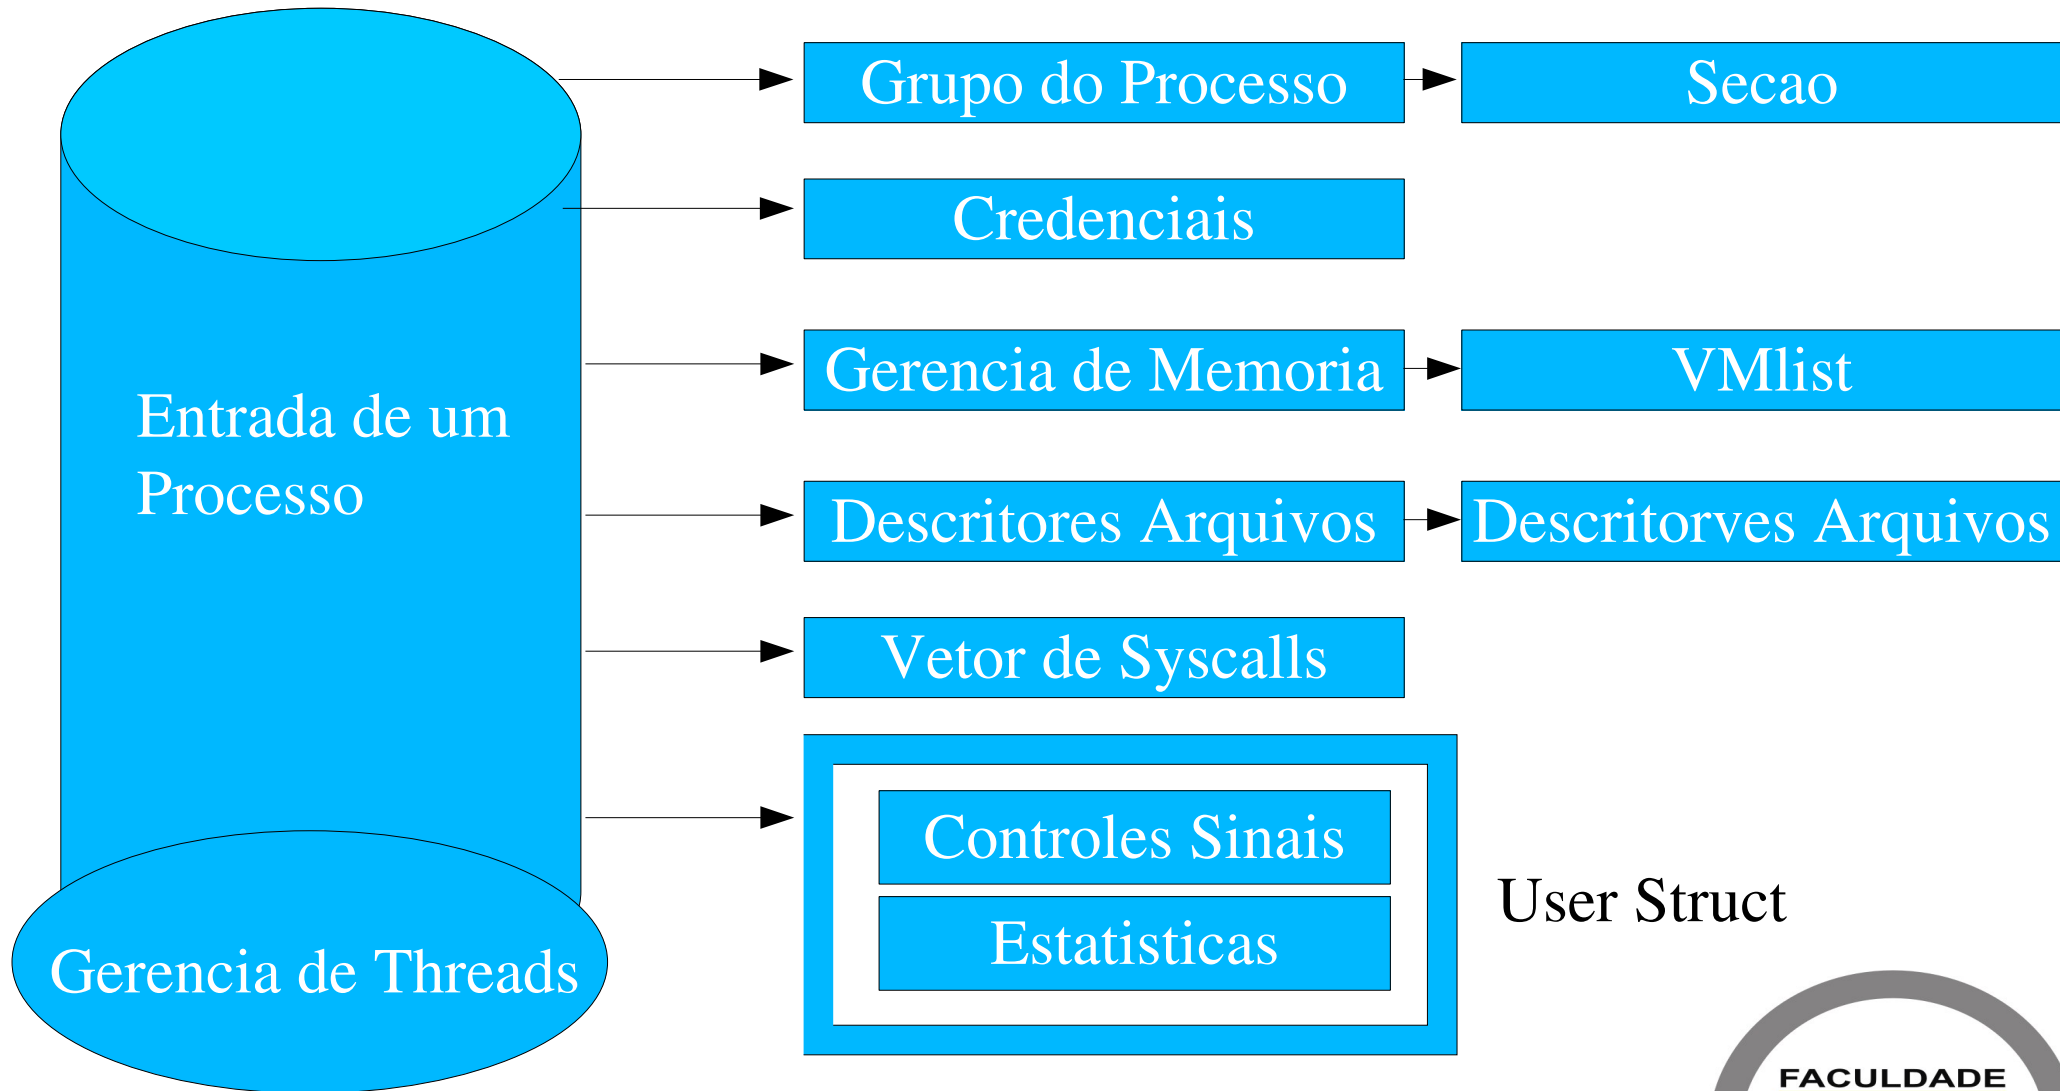 Grupo do Processo
Secao
Credenciais
Gerencia de Memoria
VMlist
Entrada de um
Processo
Descritores Arquivos
Descritorves Arquivos
Vetor de Syscalls
Controles Sinais
User Struct
Estatisticas
Gerencia de Threads
FACULDADE